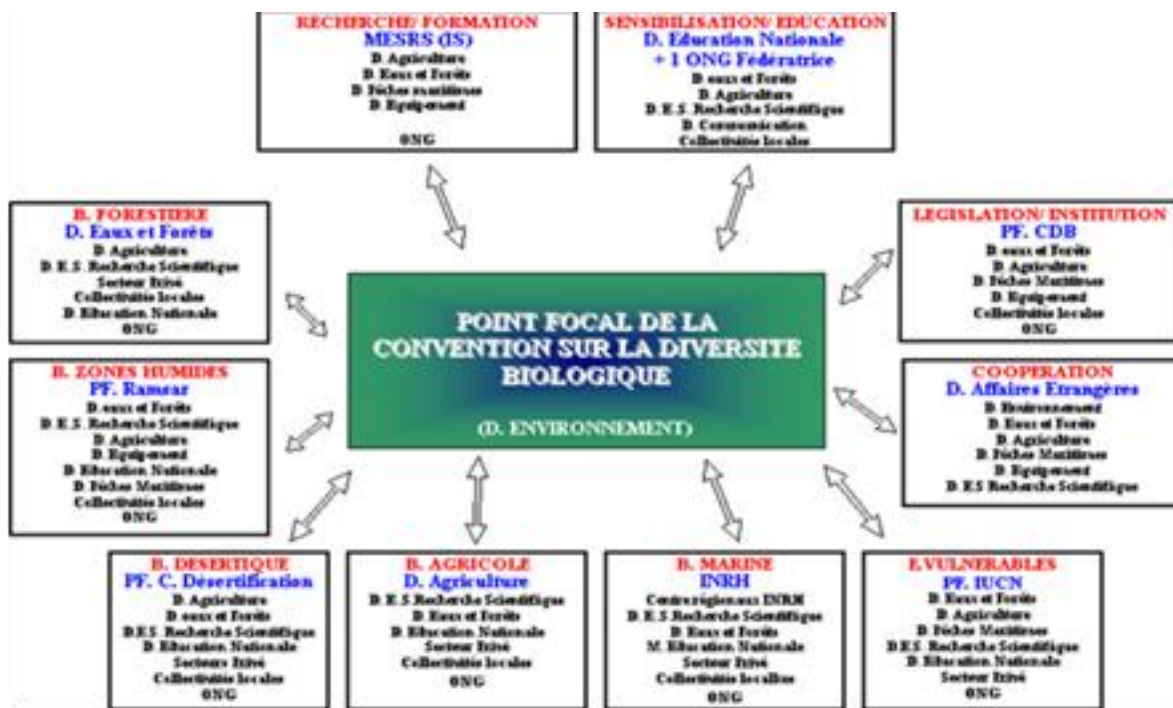 RECHERCHE/ FORMATION
MESRS (IS)
D. Agriculture
D. Eaux et Forêts
D. Pêches maritimes
D. Equipement
ONG
SENSIBILISATION/ EDUCATION
D. Education Nationale
+ 1 ONG Fédératrice
D. eaux et Forêts
D. Agriculture
D. E.S. Recherche Scientifique
D. Communication
Collectivités locales
B. FORESTIERE
D. Eaux et Forêts
D. Agriculture
D. E.S. Recherche Scientifique
Secteur Privé
Collectivités locales
D. Education Nationale
ONG
LEGISLATION/ INSTITUTION
PF. CDB
D. eaux et Forêts
D. Agriculture
D. Pêches Maritimes
D. Equipement
Collectivités locales
ONG
POINT FOCAL DE LA
CONVENTION SUR LA DIVERSITE
BIOLOGIQUE
(D. ENVIRONNEMENT)
B. ZONES HUMIDES
PF. Ramsar
D. eaux et Forêts
D. E.S. Recherche Scientifique
D. Agriculture
D. Equipement
D. Education Nationale
D. Pêches Maritimes
Collectivités locales
ONG
COOPERATION
D. Affaires Etrangères
D. Environnement
D. Eaux et Forêts
D. Agriculture
D. Pêches Maritimes
D. Equipement
D. E.S Recherche Scientifique
B. DESERTIQUE
PF. C. Désertification
D. Agriculture
D. eaux et Forêts
D.E.S. Recherche Scientifique
D. Education Nationale
Secteurs Privé
Collectivités locales
ONG
B. AGRICOLE
D. Agriculture
D. E.S.Recherche Scientifique
D. Eaux et Forêts
D. Education Nationale
Secteur Privé
Collectivités locales
ONG
B. MARINE
INRH
Centre régionaux INRH
D. E.S.Recherche Scientifique
D. Eaux et Forêts
M. Education Nationale
Secteur Privé
Collectivités locallese
ONG
E.VULNERABLES
PF. IUCN
D. Eaux et Forêts
D. Agriculture
D. Pêches Maritimes
D.E.S. Recherche Scientifique
D. Education Nationale
Secteur Privé
ONG